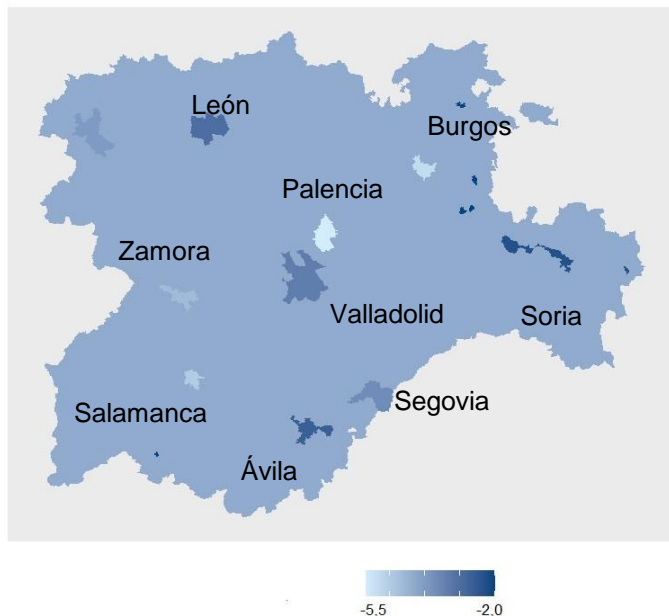 León
Burgos
Palencia
Zamora
Valladolid
Soria
Segovia
Salamanca
Ávila
-5,5
-2,0